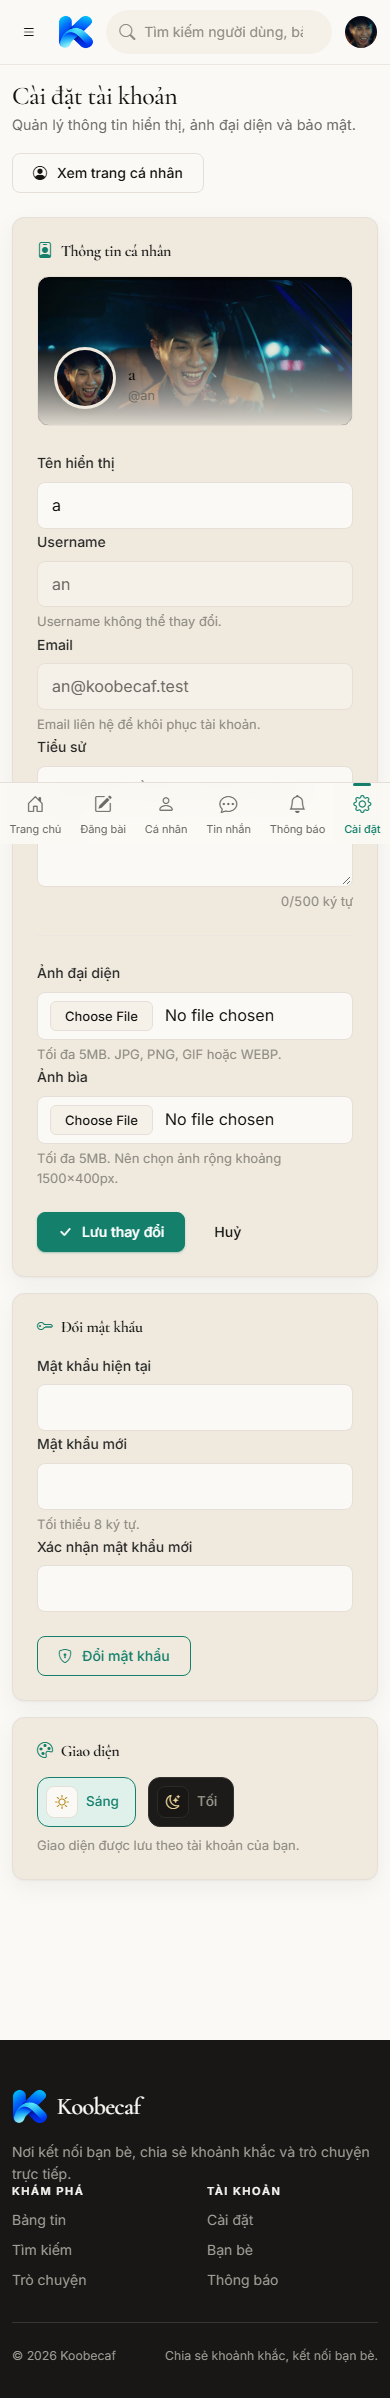 Tìm kiếm người dùng, bà
Cài đặt tài khoản
Quản lý thông tin hiển thị, ảnh đại diện và bảo mật.
Xem trang cá nhân
Thông tin cá nhân
a
@an
Tên hiển thị
a
Username
an
Username không thể thay đổi.
Email
an@koobecaf.test
Email liên hệ để khôi phục tài khoản.
Tiểu sử
Trang chủ
Đăng bài
Cá nhân
Tin nhắn
Thông báo
Cài đặt
0/500 ký tự
Ảnh đại diện
Choose File No file chosen
Tối đa 5MB. JPG, PNG, GIF hoặc WEBP.
Ảnh bìa
Choose File No file chosen
Tối đa 5MB. Nên chọn ảnh rộng khoảng
1500×400px.
Lưu thay đổi
Huỷ
Đổi mật khẩu
Mật khẩu hiện tại
Mật khẩu mới
Tối thiểu 8 ký tự.
Xác nhận mật khẩu mới
Đổi mật khẩu
Giao diện
Sáng
Tối
Giao diện được lưu theo tài khoản của bạn.
Koobecaf
Nơi kết nối bạn bè, chia sẻ khoảnh khắc và trò chuyện
trực tiếp.
KHÁM PHÁ
Bảng tin
Tìm kiếm
Trò chuyện
TÀI KHOẢN
Cài đặt
Bạn bè
Thông báo
© 2026 Koobecaf
Chia sẻ khoảnh khắc, kết nối bạn bè.